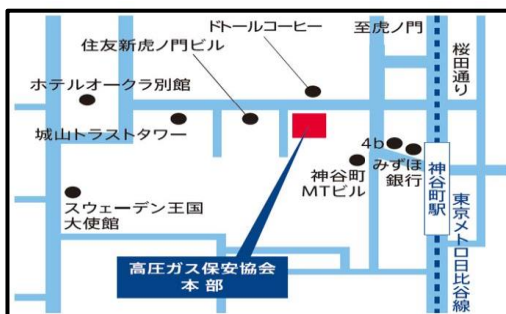 ドトールコーヒー
至虎ノ門
住友新虎ノ門ビル
桜田通り
ホテルオークラ別館
城山トラストタワー
4b
みずほ
銀行
神谷町
MTビル
神谷町駅
スウェーデン王国
大使館
東京メトロ日比谷線
高圧ガス保安協会
本部